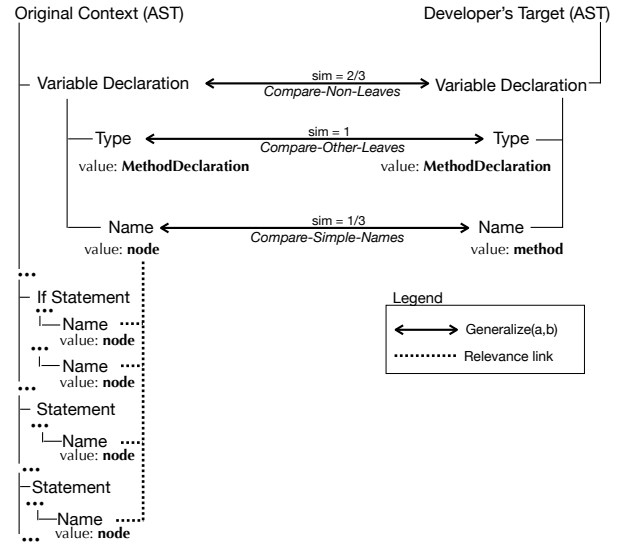 Original Context (AST)
Developer's Target (AST)
Variable Declaration
sim = 2/3
Compare-Non-Leaves
Variable Declaration
Type
sim = 1
Compare-Other-Leaves
Type
value: MethodDeclaration
value: MethodDeclaration
Name
sim = 1/3
Compare-Simple-Names
Name
value: node
value: method
...
If Statement
...
Name
value: node
...
Name
value: node
...
Statement
...
Name
value: node
...
Statement
...
Name
value: node
...
Legend
Generalize(a,b)
Relevance link